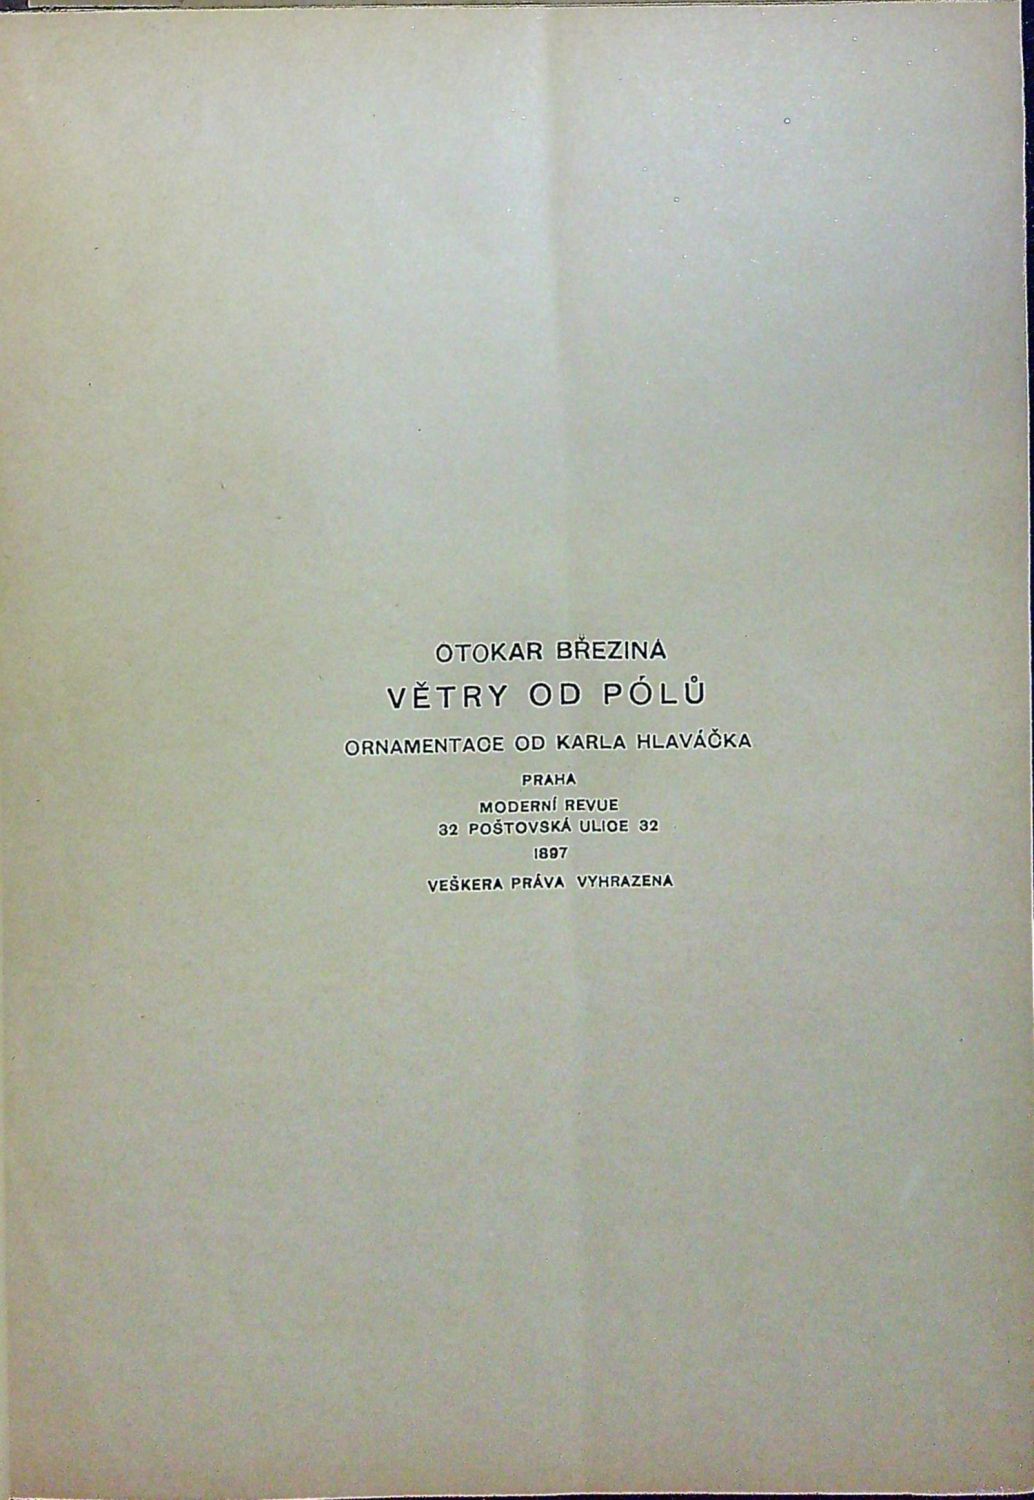 OTOKAR BŘEZINA
VĚTRY OD PÓLŮ
ORNAMENTACE OD KARLA HLAVÁČKA
PRAHA
MODERNÍ REVUE
32 POŠTOVSKÁ ULICE 32
1897
VEŠKERA PRÁVA VYHRAZENA